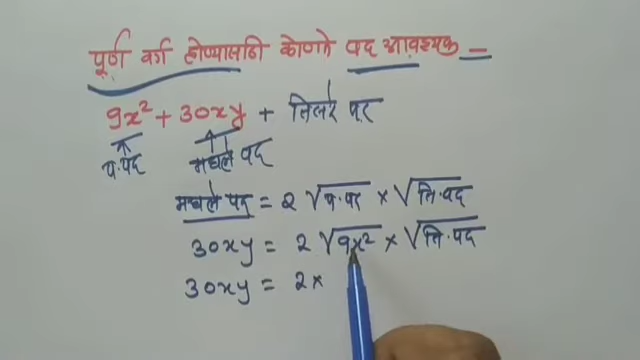 पूर्ण वर्ग होण्यासाठी कोणते पद आवश्यक
9x² + 30xy + तिसरे पद
प.पद मधले पद
मधले पद = 2 √प.पद × √ति.पद
30xy = 2 √9x² × √ति.पद
30xy = 2 ×